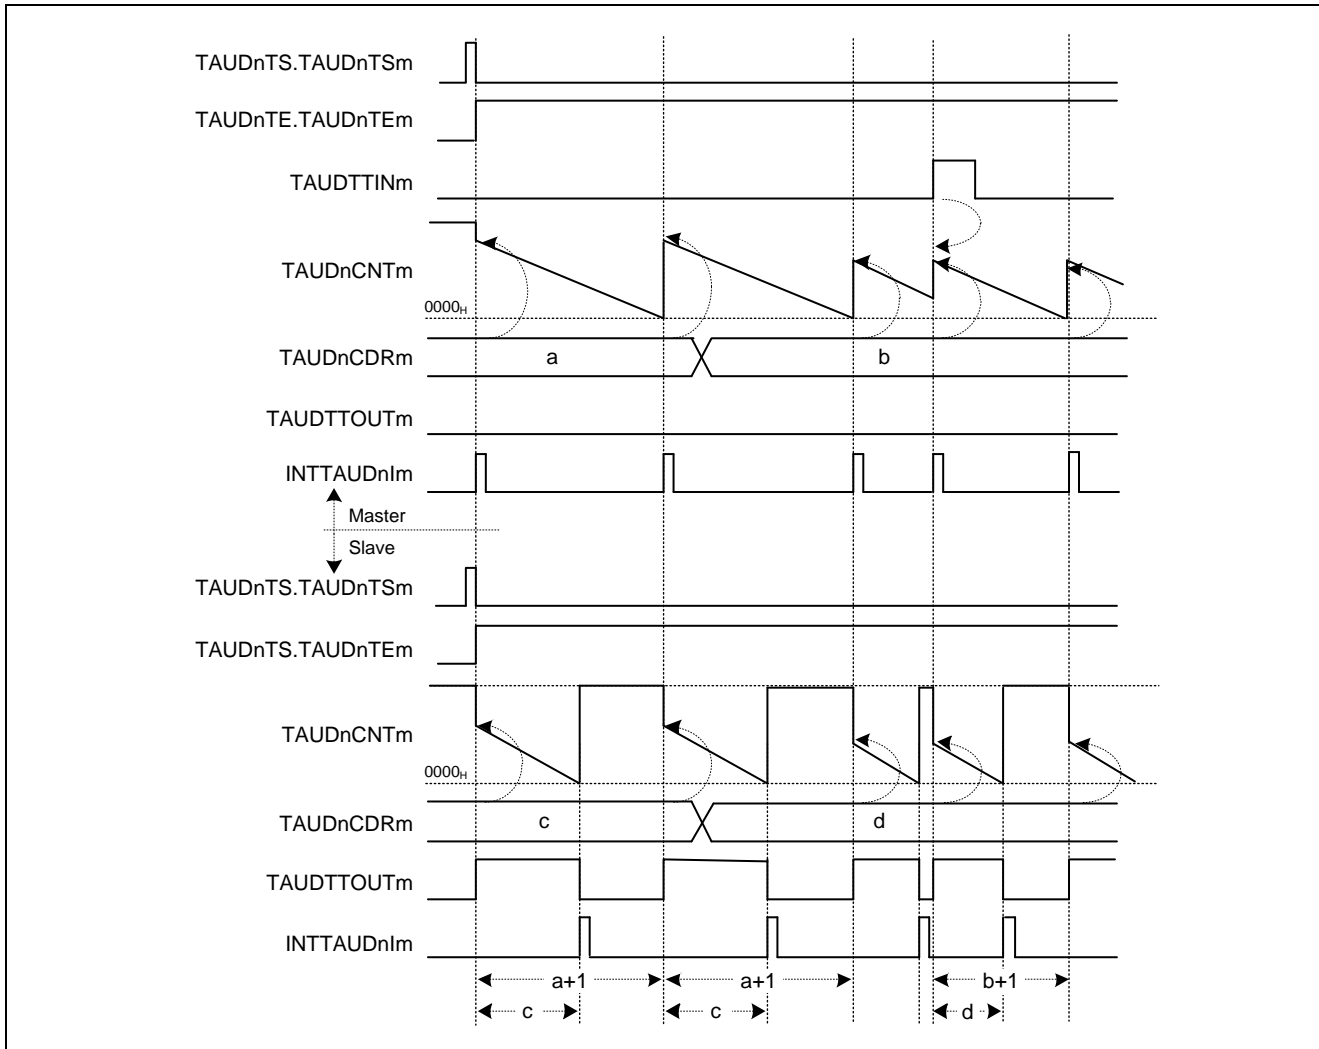 TAUDnTS.TAUDnTSm
TAUDnTE.TAUDnTEm
TAUDTTINm
TAUDnCNTm
0000H
TAUDnCDRm
a
b
TAUDTTOUTm
INTTAUDnIm
Master
Slave
TAUDnTS.TAUDnTSm
TAUDnTS.TAUDnTEm
TAUDnCNTm
0000H
TAUDnCDRm
c
d
TAUDTTOUTm
INTTAUDnIm
a+1
a+1
b+1
c
c
d